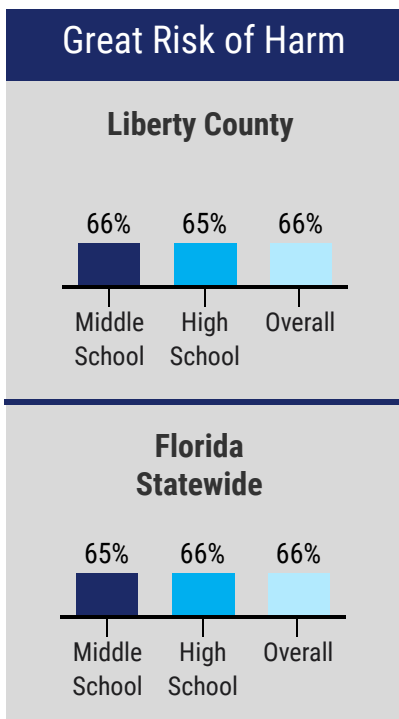 Great Risk of Harm
Liberty County
66% 65% 66%
Middle School High School Overall
Florida
Statewide
65% 66% 66%
Middle School High School Overall